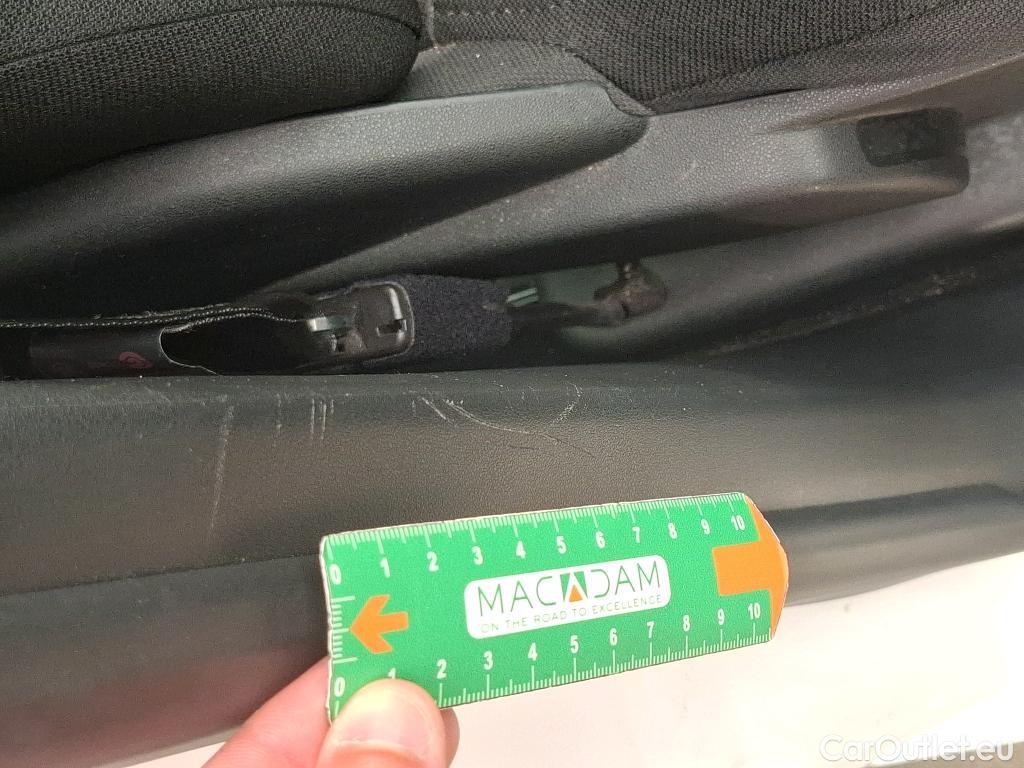 0 1 2 3 4 5 6 7 8 9 10
MACADAM
ON THE ROAD TO EXCELLENCE
0 1 2 3 4 5 6 7 8 9 10
CarOutlet.eu